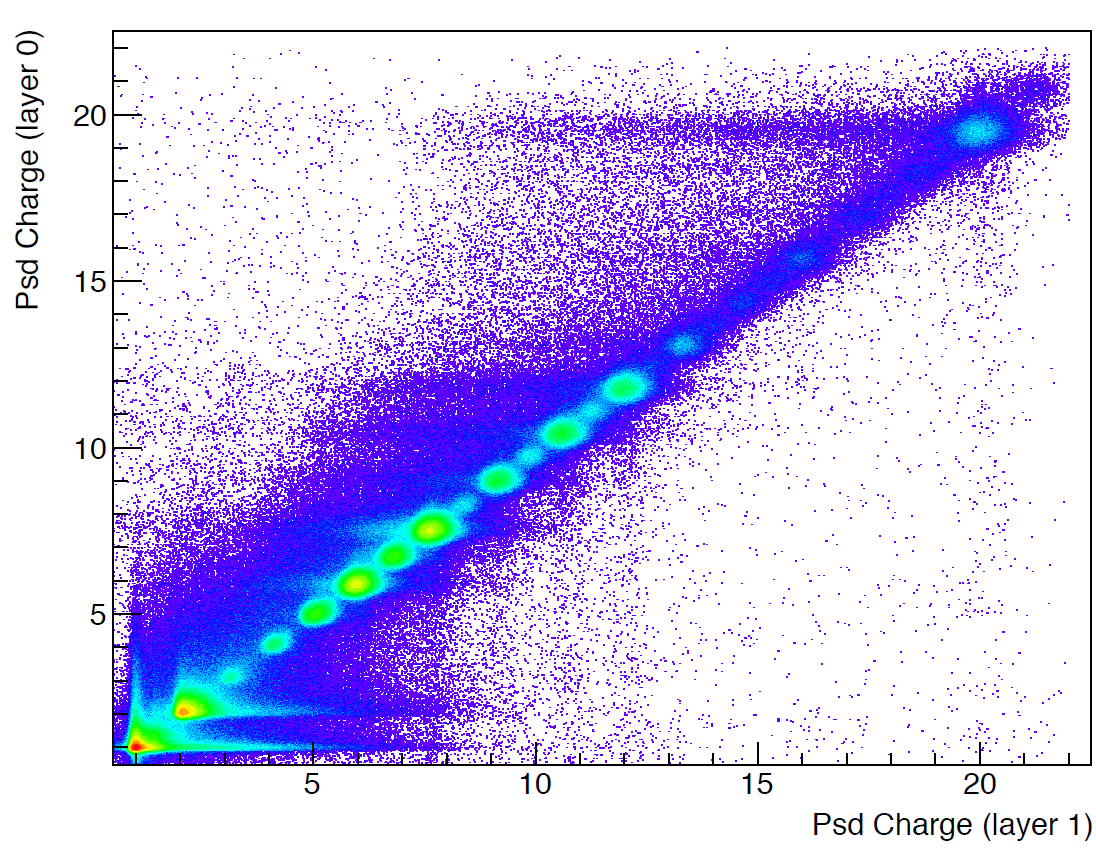 Psd Charge (layer 0)
20
15
10
5
5 10 15 20
Psd Charge (layer 1)